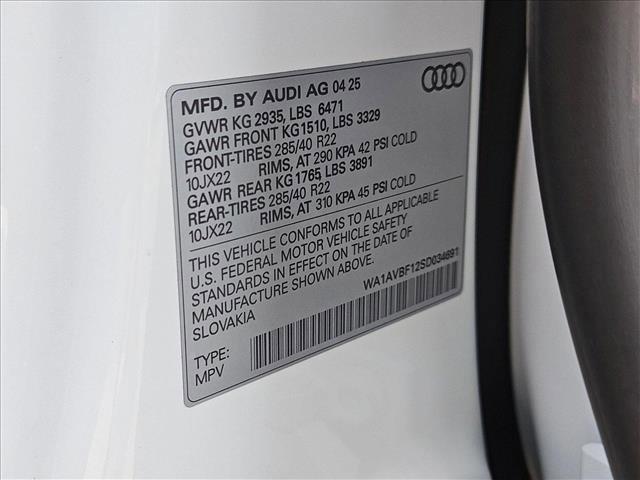 MFD. BY AUDI AG 04 25
GVWR KG 2935, LBS 6471
GAWR FRONT KG1510, LBS 3329
FRONT-TIRES 285/40 R22
10JX22 RIMS, AT 290 KPA 42 PSI COLD
GAWR REAR KG1765, LBS 3891
REAR-TIRES 285/40 R22
10JX22 RIMS, AT 310 KPA 45 PSI COLD
THIS VEHICLE CONFORMS TO ALL APPLICABLE
U.S. FEDERAL MOTOR VEHICLE SAFETY
STANDARDS IN EFFECT ON THE DATE OF
MANUFACTURE SHOWN ABOVE.
SLOVAKIA
WA1AVBF12SD034691
TYPE:
MPV